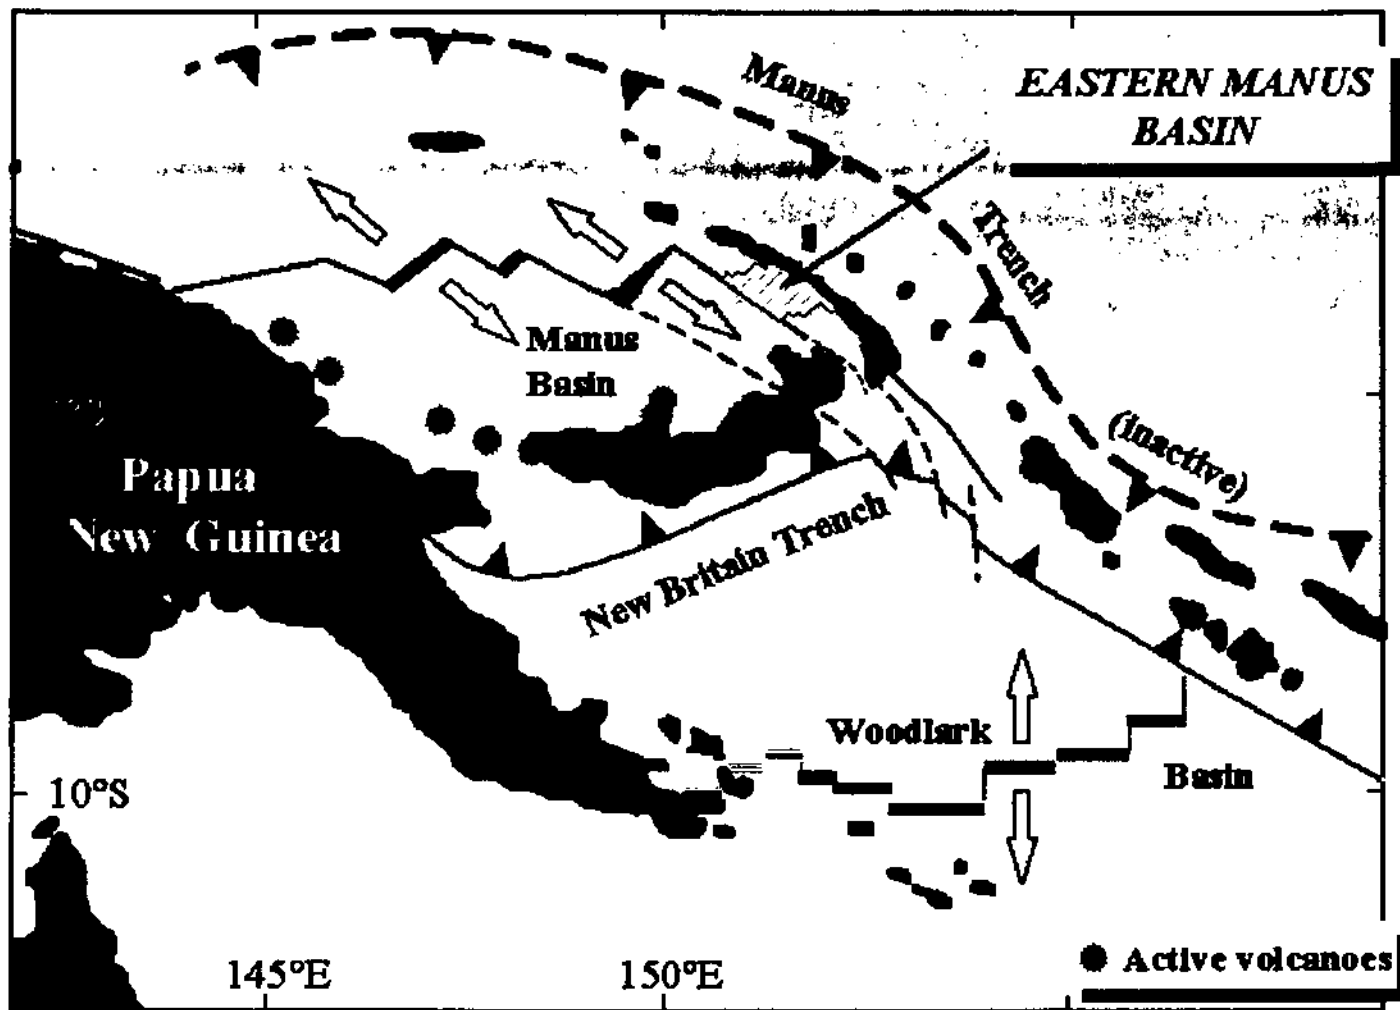 EASTERN MANUS
BASIN
Manus
Trench
(inactive)
Manus
Basin
Papua
New Guinea
New Britain Trench
Woodlark
Basin
10°S
145°E
150°E
Active volcanoes